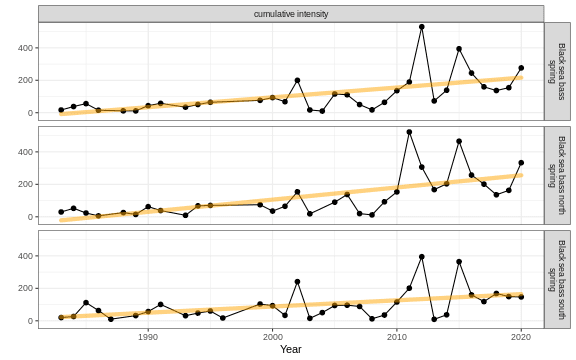 cumulative intensity
400
200
0
Black sea bass
spring
400
200
0
Black sea bass north
spring
400
200
0
Black sea bass south
spring
1990
2000
2010
2020
Year